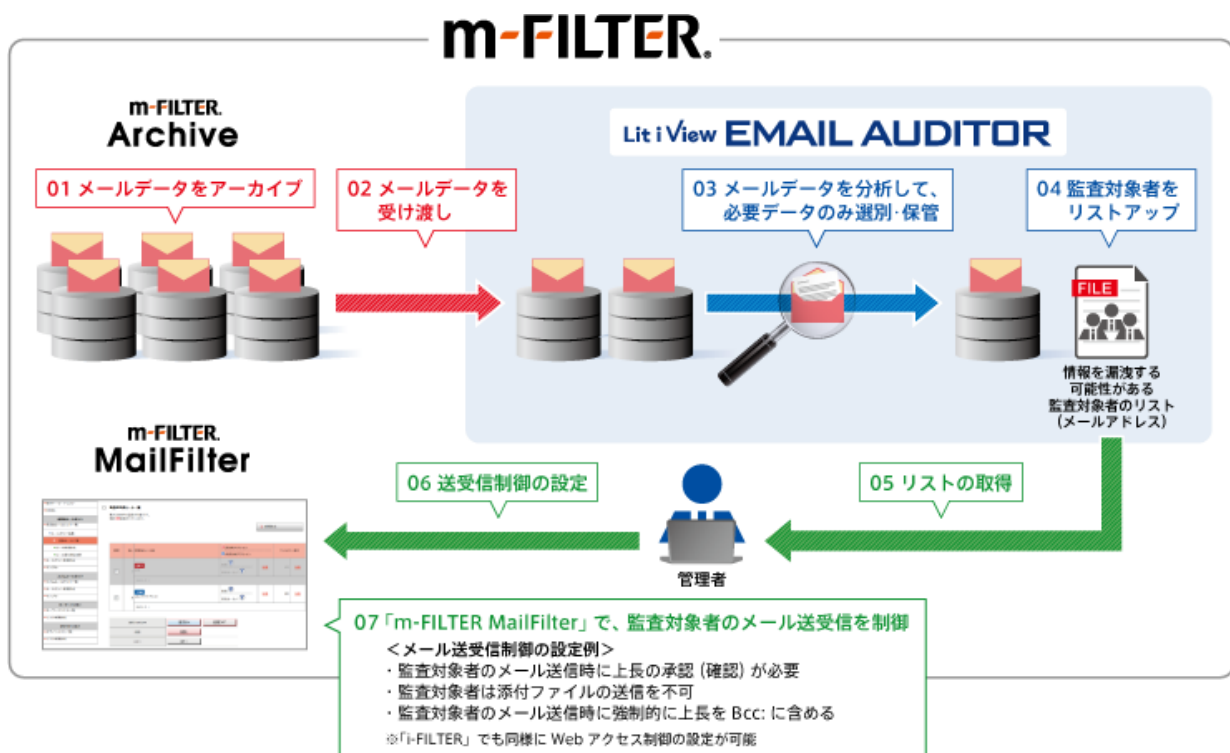 m-FILTER®
m-FILTER.
Archive
Lit i View EMAIL AUDITOR
01 メールデータをアーカイブ
02 メールデータを
受け渡し
03 メールデータを分析して、
必要データのみ選別・保管
04 監査対象者を
リストアップ
FILE
情報を漏洩する
可能性がある
監査対象者のリスト
(メールアドレス)
m-FILTER.
MailFilter
06 送受信制御の設定
05 リストの取得
管理者
07「m-FILTER MailFilter」で、監査対象者のメール送受信を制御
＜メール送受信制御の設定例＞
・監査対象者のメール送信時に上長の承認 (確認) が必要
・監査対象者は添付ファイルの送信を不可
・監査対象者のメール送信時に強制的に上長を Bcc: に含める
※「i-FILTER」でも同様に Web アクセス制御の設定が可能